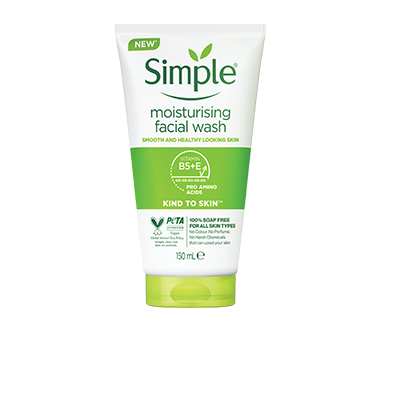 NEW
Simple®
moisturising
facial wash
SMOOTH AND HEALTHY LOOKING SKIN
VITAMIN
B5+E
PRO AMINO
ACIDS
KIND TO SKIN™
PETA
100% SOAP FREE
FOR ALL SKIN TYPES
No Colour No Perfume
No Harsh Chemicals
that can upset your skin
150 mL ℮